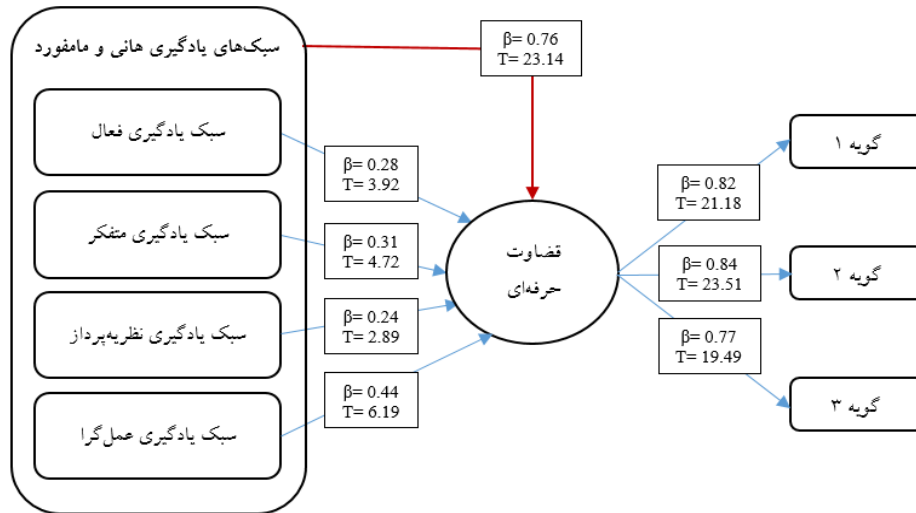 سبک‌های یادگیری هانی و مامفورد
β= 0.76
T= 23.14
سبک یادگیری فعال
سبک یادگیری متفکر
سبک یادگیری نظریه‌پرداز
سبک یادگیری عمل‌گرا
β= 0.28
T= 3.92
β= 0.31
T= 4.72
β= 0.24
T= 2.89
β= 0.44
T= 6.19
قضاوت
حرفه‌ای
β= 0.82
T= 21.18
β= 0.84
T= 23.51
β= 0.77
T= 19.49
گویه ۱
گویه ۲
گویه ۳